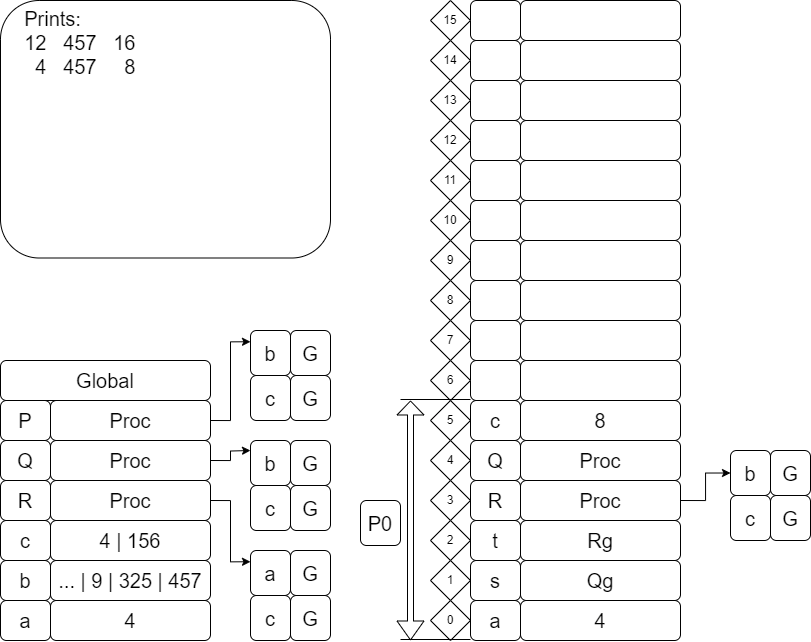 Prints:
12 457 16
4 457 8
Global
P Proc
Q Proc
R Proc
c 4 | 156
b ... | 9 | 325 | 457
a 4
b G
c G
b G
c G
a G
c G
P0
15
14
13
12
11
10
9
8
7
6
5 c 8
4 Q Proc
3 R Proc
2 t Rg
1 s Qg
0 a 4
b G
c G